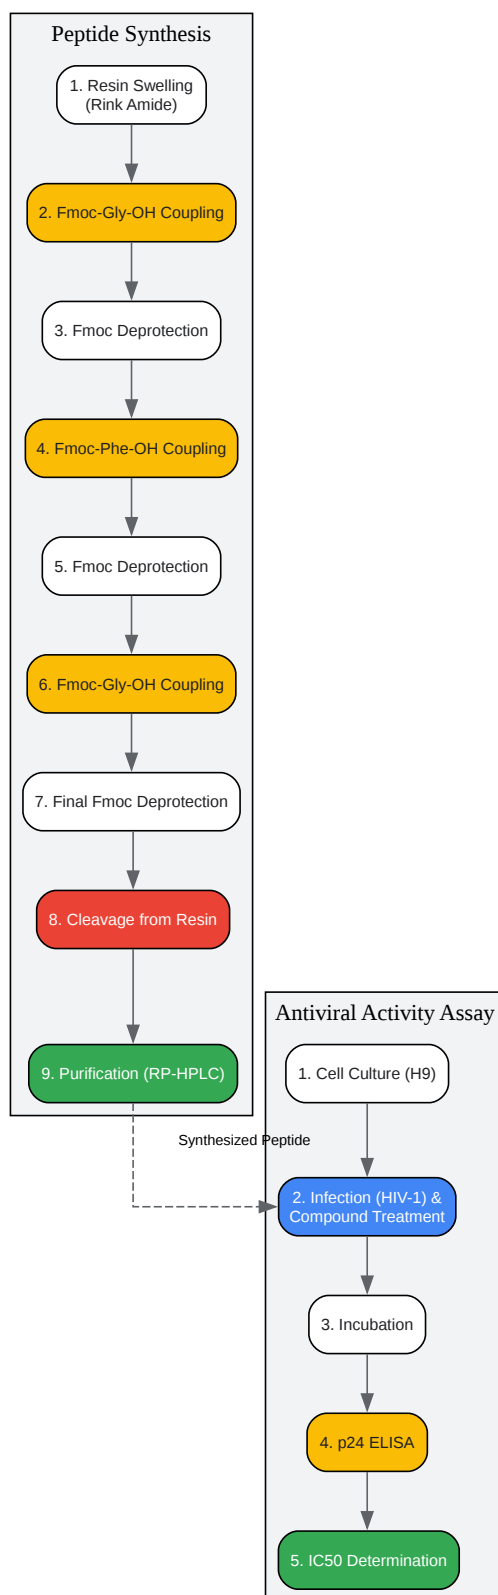 Peptide Synthesis
1. Resin Swelling
(Rink Amide)
2. Fmoc-Gly-OH Coupling
3. Fmoc Deprotection
4. Fmoc-Phe-OH Coupling
5. Fmoc Deprotection
6. Fmoc-Gly-OH Coupling
7. Final Fmoc Deprotection
8. Cleavage from Resin
9. Purification (RP-HPLC)
Synthesized Peptide
Antiviral Activity Assay
1. Cell Culture (H9)
2. Infection (HIV-1) &
Compound Treatment
3. Incubation
4. p24 ELISA
5. IC50 Determination